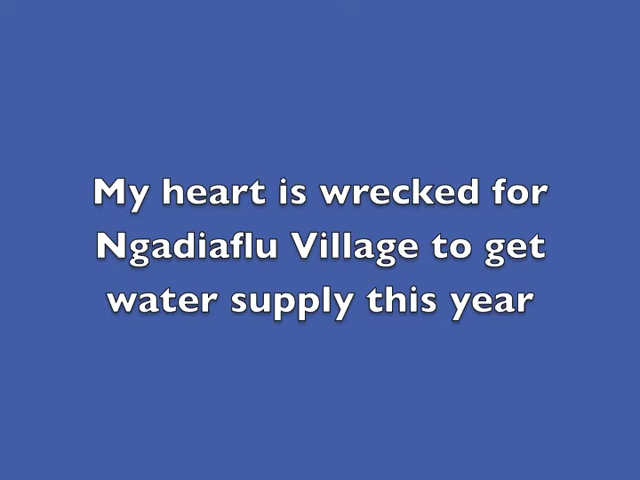 My heart is wrecked for
Ngadiaflu Village to get
water supply this year